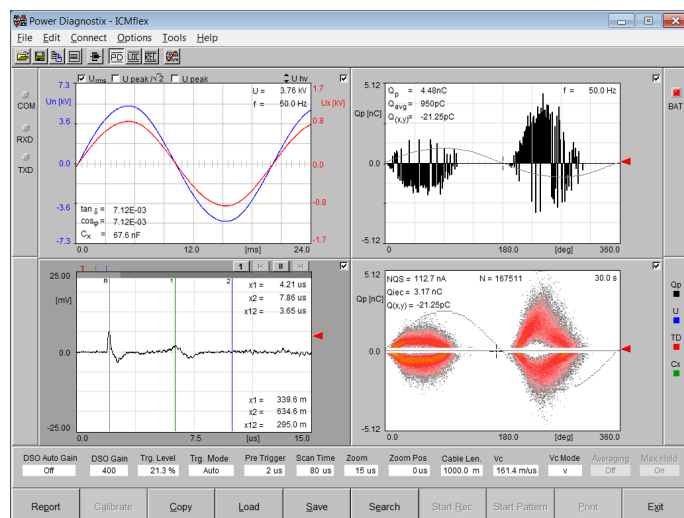 Power Diagnostix - ICMflex
File Edit Connect Options Tools Help
PD LOC REC
COM
RXD
TXD
7.3 Urms U peak /√2 U peak U hv 1.7
Un [kV] U = 3.76 kV Ux [kV]
f = 50.0 Hz
3.6 0.8
0.0 0.0
-3.6 -0.8
tan δ = 7.12E-03
cosφ = 7.12E-03
Cx = 67.6 nF
-7.3 -1.7
0.0 12.0 [ms] 24.0
5.12 Qp = 4.48nC f = 50.0 Hz
Qavg = 950pC
Qp [nC] Q(x,y) = -21.25pC
0.0
-5.12
0.0 180.0 [deg] 360.0
BAT
1
25.00 R 1 2
[mV]
x1 = 4.21 us
x2 = 7.86 us
x12 = 3.65 us
0.0
x1 = 339.6 m
x2 = 634.6 m
x12 = 295.0 m
-25.00
0.0 7.5 [us] 15.0
5.12 NQS = 112.7 nA N = 167511 30.0 s
Qp [nC] Qiec = 3.17 nC
Q(x,y) = -21.25pC
0.0
-5.12
0.0 180.0 [deg] 360.0
Qp
U
TD
Cx
DSO Auto Gain DSO Gain Trg. Level Trg. Mode Pre Trigger Scan Time Zoom Zoom Pos Cable Len. Vc Vc Mode Averaging Max Hold
Off 400 21.3 % Auto 2 us 80 us 15 us 0 us 1000.0 m 161.4 m/us v Off On
Report Calibrate Copy Load Save Search Start Rec Start Pattern Print Exit